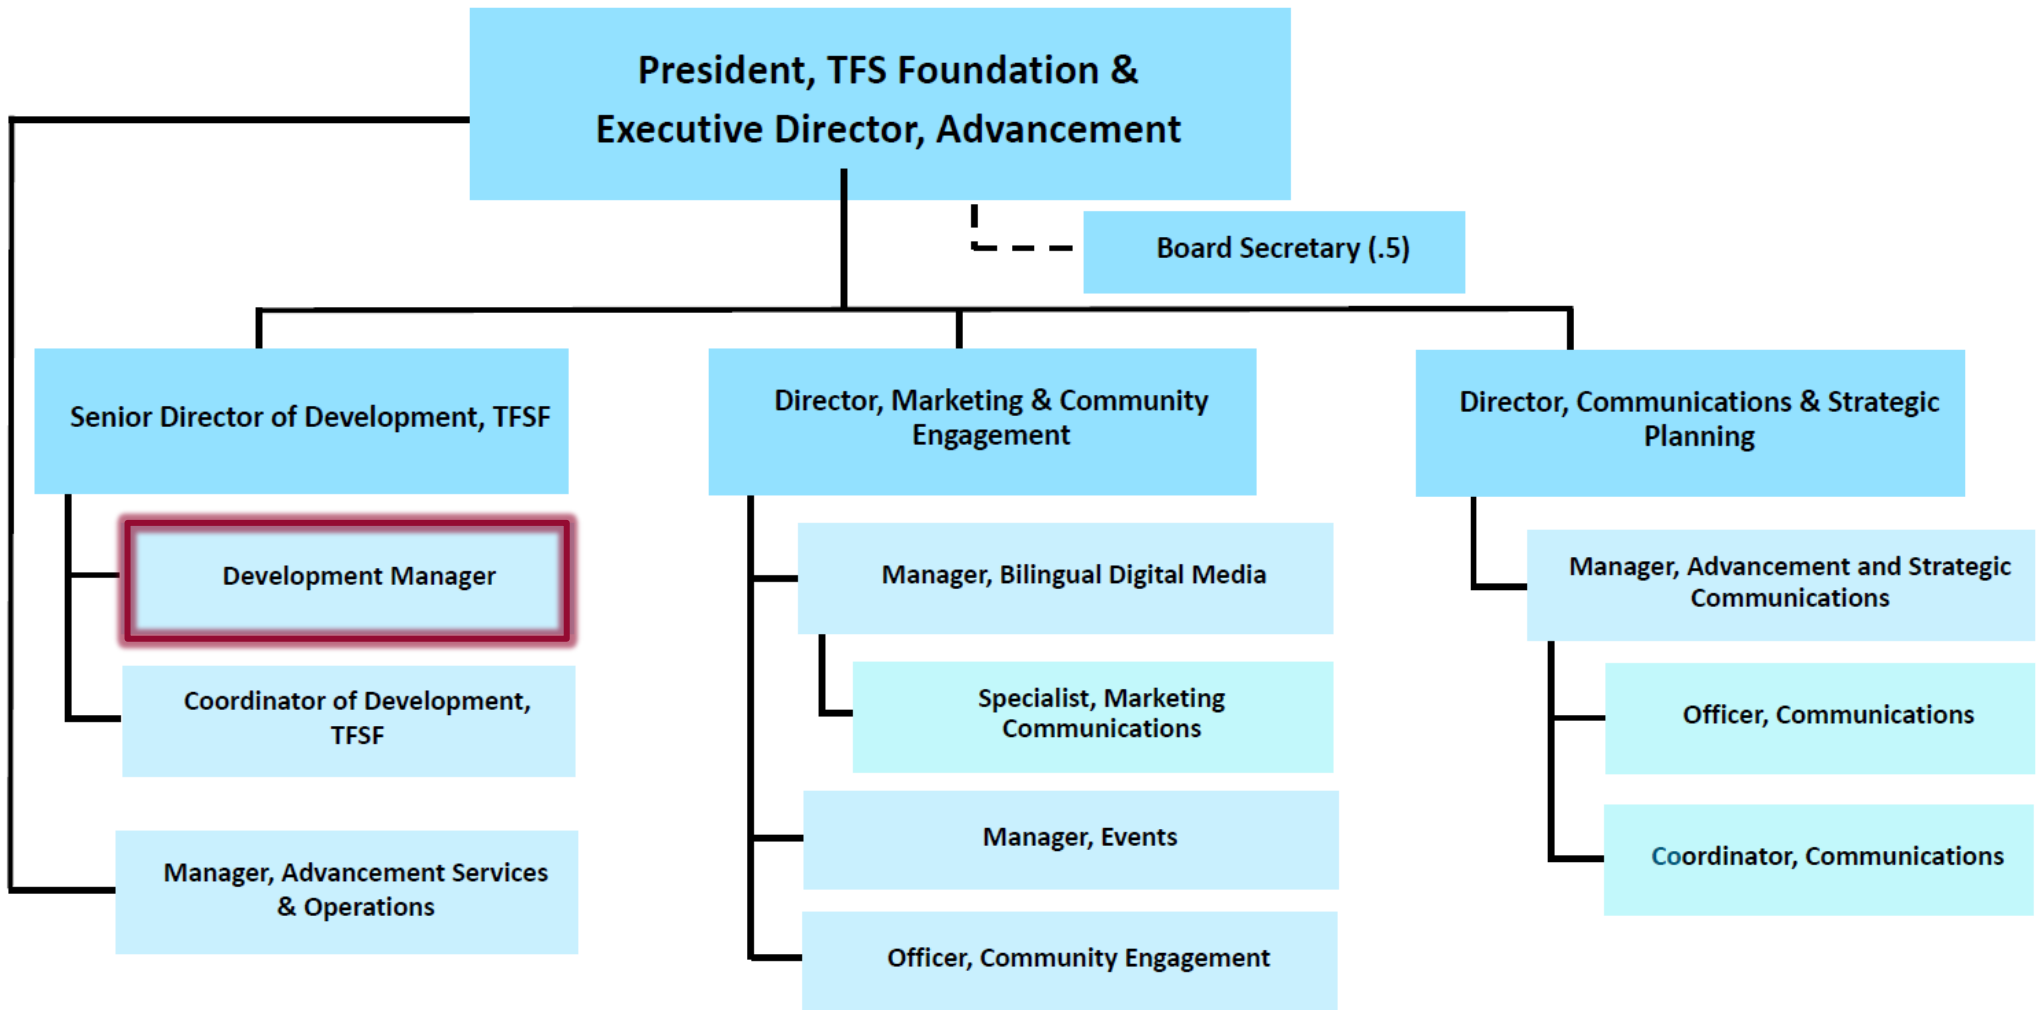 President, TFS Foundation &
Executive Director, Advancement
Board Secretary (.5)
Senior Director of Development, TFSF
Development Manager
Coordinator of Development,
TFSF
Manager, Advancement Services
& Operations
Director, Marketing & Community
Engagement
Manager, Bilingual Digital Media
Specialist, Marketing
Communications
Manager, Events
Officer, Community Engagement
Director, Communications & Strategic
Planning
Manager, Advancement and Strategic
Communications
Officer, Communications
Coordinator, Communications